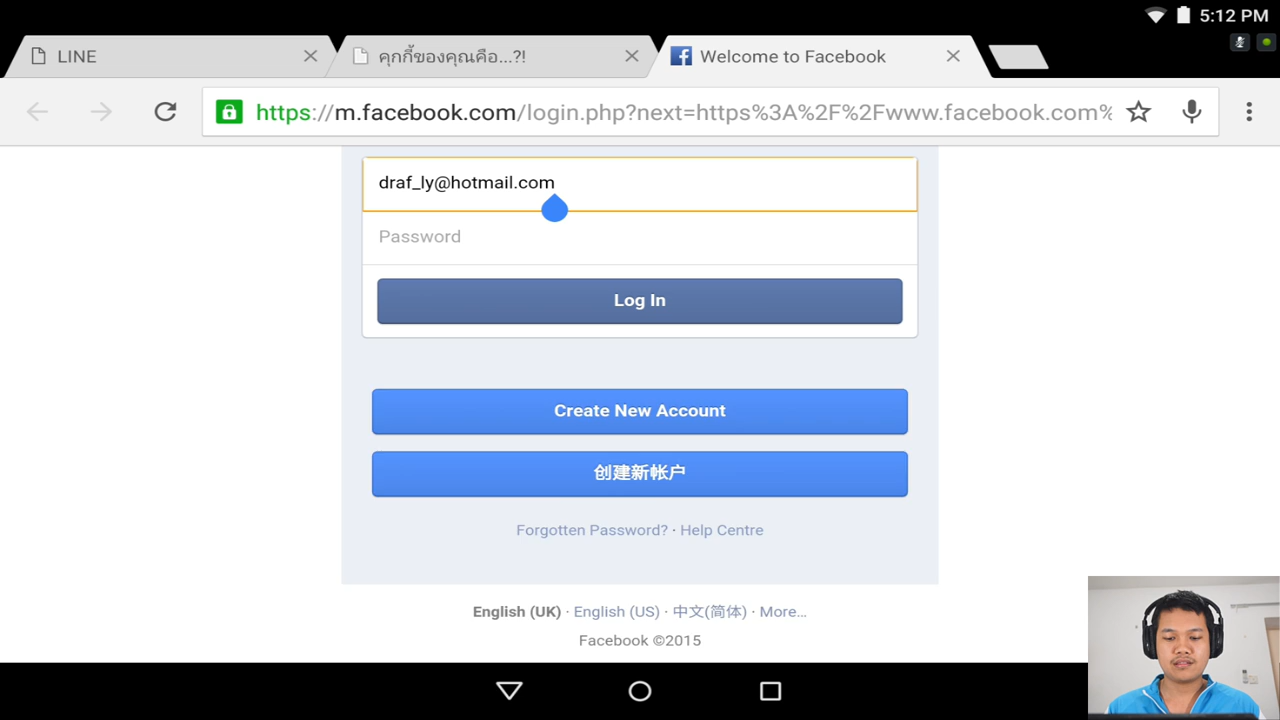 5:12 PM
LINE
คุกกี้ของคุณคือ...?!
Welcome to Facebook
https://m.facebook.com/login.php?next=https%3A%2F%2Fwww.facebook.com%
draf_ly@hotmail.com
Password
Log In
Create New Account
创建新帐户
Forgotten Password? · Help Centre
English (UK) · English (US) · 中文(简体) · More...
Facebook ©2015